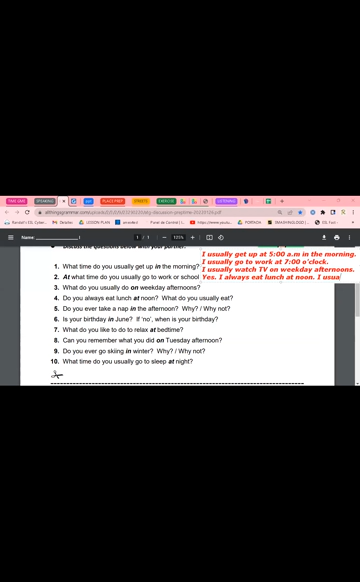 PLACE PREP
EXERCISE
LISTENING
LESSON PLAN
Name:
1 / 1
125%
Discuss the questions below with your partner.
I usually get up at 5:00 a.m in the morning.
I usually go to work at 7:00 o'clock.
I usually watch TV on weekday afternoons.
Yes. I always eat lunch at noon. I usua
1. What time do you usually get up in the morning?
2. At what time do you usually go to work or school
3. What do you usually do on weekday afternoons?
4. Do you always eat lunch at noon? What do you usually eat?
5. Do you ever take a nap in the afternoon? Why? / Why not?
6. Is your birthday in June? If 'no', when is your birthday?
7. What do you like to do to relax at bedtime?
8. Can you remember what you did on Tuesday afternoon?
9. Do you ever go skiing in winter? Why? / Why not?
10. What time do you usually go to sleep at night?